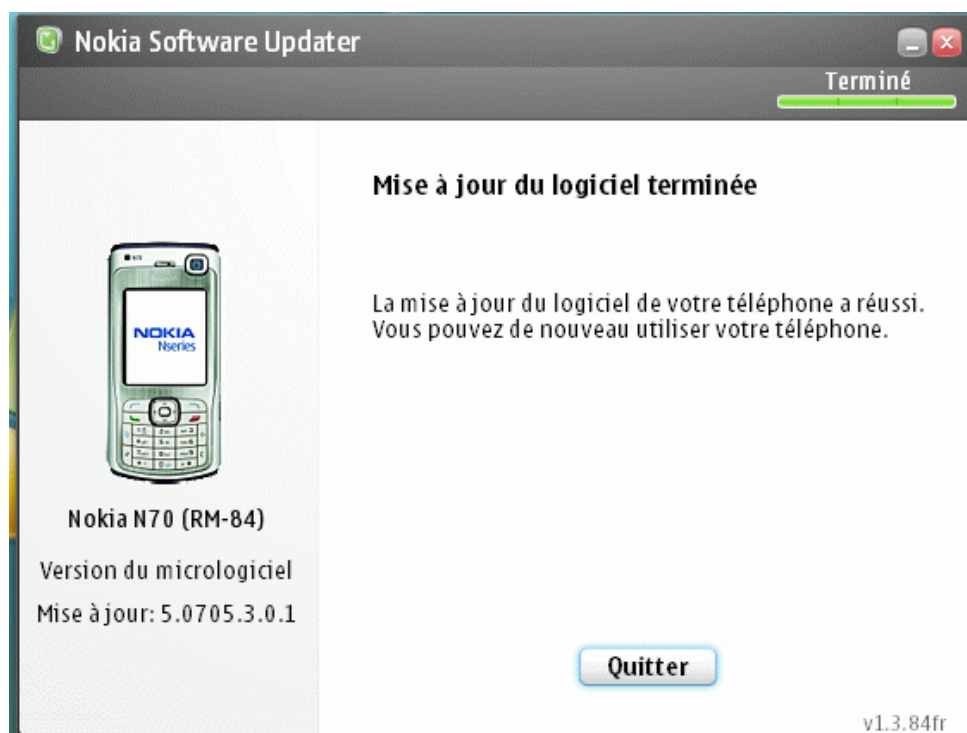 Nokia Software Updater
Terminé
Mise à jour du logiciel terminée
La mise à jour du logiciel de votre téléphone a réussi.
Vous pouvez de nouveau utiliser votre téléphone.
NOKIA
Nseries
Nokia N70 (RM-84)
Version du micrologiciel
Mise à jour: 5.0705.3.0.1
Quitter
v1.3.84fr